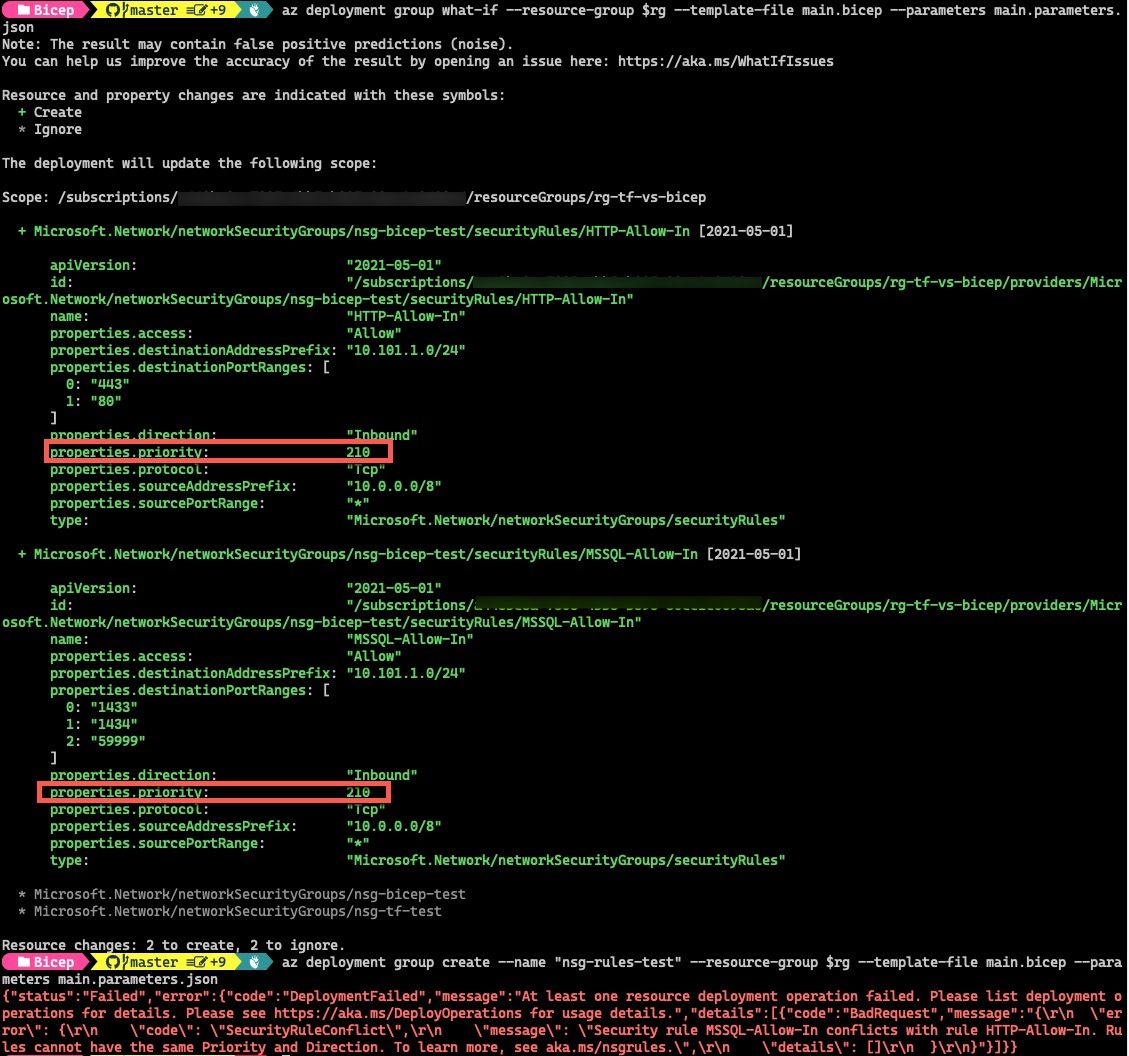 Bicep master +9 az deployment group what-if --resource-group $rg --template-file main.bicep --parameters main.parameters.
json
Note: The result may contain false positive predictions (noise).
You can help us improve the accuracy of the result by opening an issue here: https://aka.ms/WhatIfIssues
Resource and property changes are indicated with these symbols:
+ Create
* Ignore
The deployment will update the following scope:
Scope: /subscriptions/ /resourceGroups/rg-tf-vs-bicep
+ Microsoft.Network/networkSecurityGroups/nsg-bicep-test/securityRules/HTTP-Allow-In [2021-05-01]
apiVersion: "2021-05-01"
id: "/subscriptions/ /resourceGroups/rg-tf-vs-bicep/providers/Micr
osoft.Network/networkSecurityGroups/nsg-bicep-test/securityRules/HTTP-Allow-In"
name: "HTTP-Allow-In"
properties.access: "Allow"
properties.destinationAddressPrefix: "10.101.1.0/24"
properties.destinationPortRanges: [
0: "443"
1: "80"
]
properties.direction: "Inbound"
properties.priority: 210
properties.protocol: "Tcp"
properties.sourceAddressPrefix: "10.0.0.0/8"
properties.sourcePortRange: "*"
type: "Microsoft.Network/networkSecurityGroups/securityRules"
+ Microsoft.Network/networkSecurityGroups/nsg-bicep-test/securityRules/MSSQL-Allow-In [2021-05-01]
apiVersion: "2021-05-01"
id: "/subscriptions/ /resourceGroups/rg-tf-vs-bicep/providers/Micr
osoft.Network/networkSecurityGroups/nsg-bicep-test/securityRules/MSSQL-Allow-In"
name: "MSSQL-Allow-In"
properties.access: "Allow"
properties.destinationAddressPrefix: "10.101.1.0/24"
properties.destinationPortRanges: [
0: "1433"
1: "1434"
2: "59999"
]
properties.direction: "Inbound"
properties.priority: 210
properties.protocol: "Tcp"
properties.sourceAddressPrefix: "10.0.0.0/8"
properties.sourcePortRange: "*"
type: "Microsoft.Network/networkSecurityGroups/securityRules"
* Microsoft.Network/networkSecurityGroups/nsg-bicep-test
* Microsoft.Network/networkSecurityGroups/nsg-tf-test
Resource changes: 2 to create, 2 to ignore.
Bicep master +9 az deployment group create --name "nsg-rules-test" --resource-group $rg --template-file main.bicep --para
meters main.parameters.json
{"status":"Failed","error":{"code":"DeploymentFailed","message":"At least one resource deployment operation failed. Please list deployment o
perations for details. Please see https://aka.ms/DeployOperations for usage details.","details":[{"code":"BadRequest","message":"{\r\n  \"er
ror\": {\r\n    \"code\": \"SecurityRuleConflict\",\r\n    \"message\": \"Security rule MSSQL-Allow-In conflicts with rule HTTP-Allow-In. Ru
les cannot have the same Priority and Direction. To learn more, see aka.ms/nsgrules.\",\r\n    \"details\": []\r\n  }\r\n}"}]}}
Bicep master +9